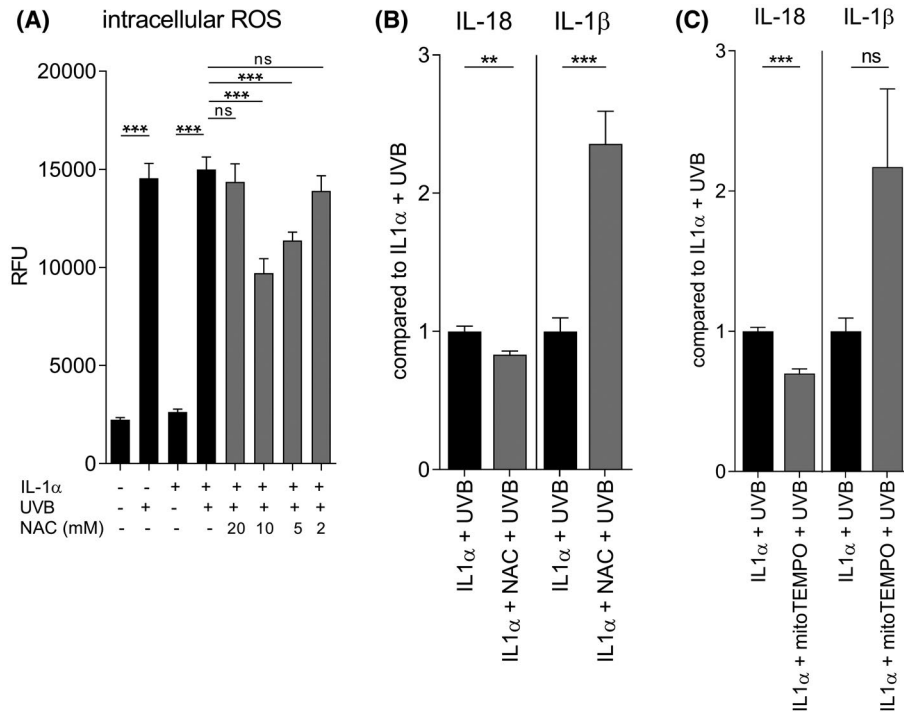 (A) intracellular ROS
ns
***
***
ns
*** ***
20000
15000
10000
5000
0
RFU
IL-1α - - + + + + + +
UVB - + - + + + + +
NAC (mM) - - - - 20 10 5 2
(B) IL-18 IL-1β
** ***
3
2
1
0
compared to IL1α + UVB
IL1α + UVB
IL1α + NAC + UVB
IL1α + UVB
IL1α + NAC + UVB
(C) IL-18 IL-1β
*** ns
3
2
1
0
compared to IL1α + UVB
IL1α + UVB
IL1α + mitoTEMPO + UVB
IL1α + UVB
IL1α + mitoTEMPO + UVB